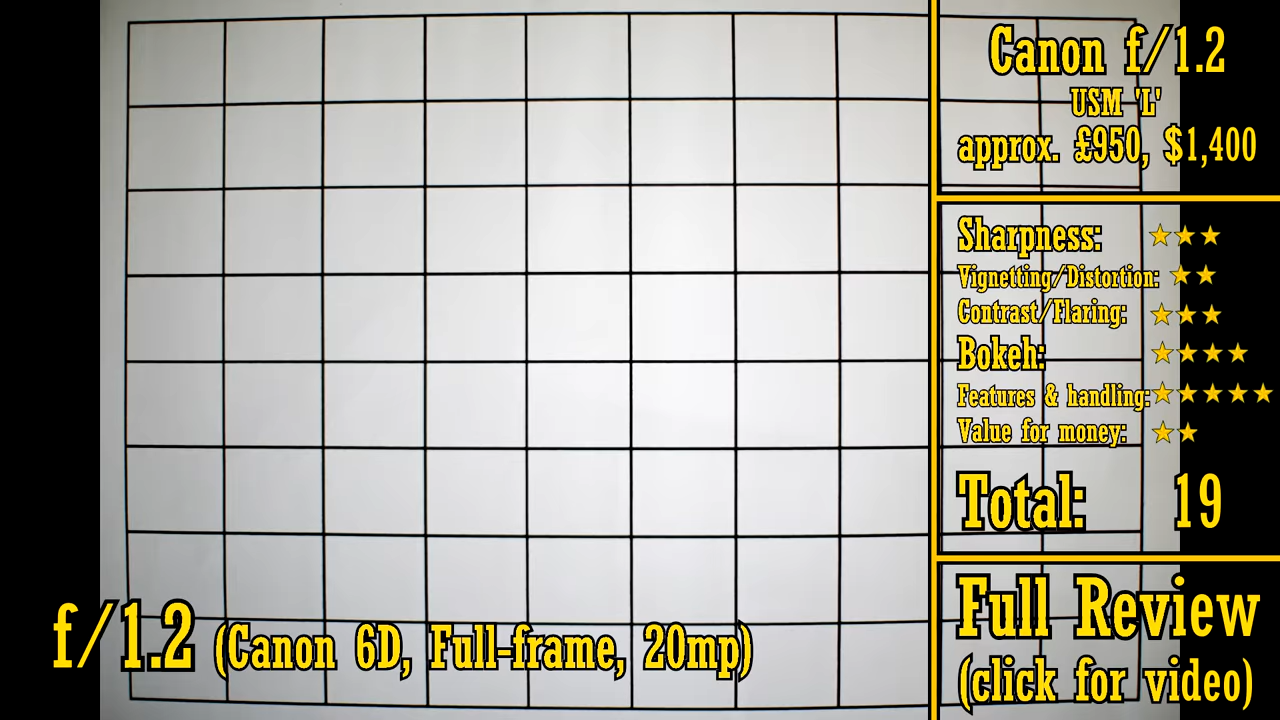 Canon f/1.2
USM 'L'
approx. £950, $1,400
Sharpness: ★★★
Vignetting/Distortion: ★★
Contrast/Flaring: ★★★
Bokeh: ★★★★
Features & handling: ★★★★★
Value for money: ★★
Total: 19
Full Review
(click for video)
f/1.2 (Canon 6D, Full-frame, 20mp)